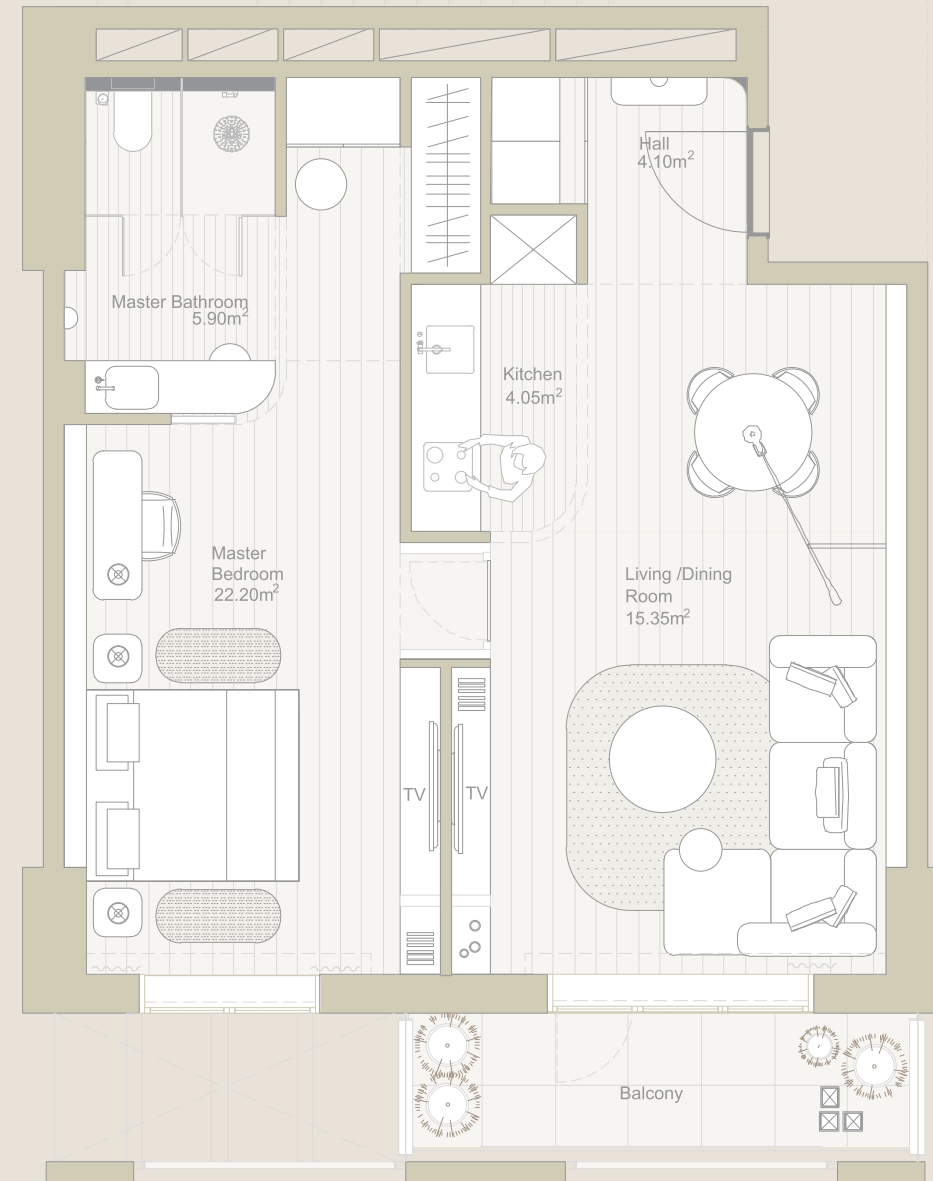 Hall
4.10m²
Master Bathroom
5.90m²
Kitchen
4.05m²
Master
Bedroom
22.20m²
Living /Dining
Room
15.35m²
TV
TV
Balcony